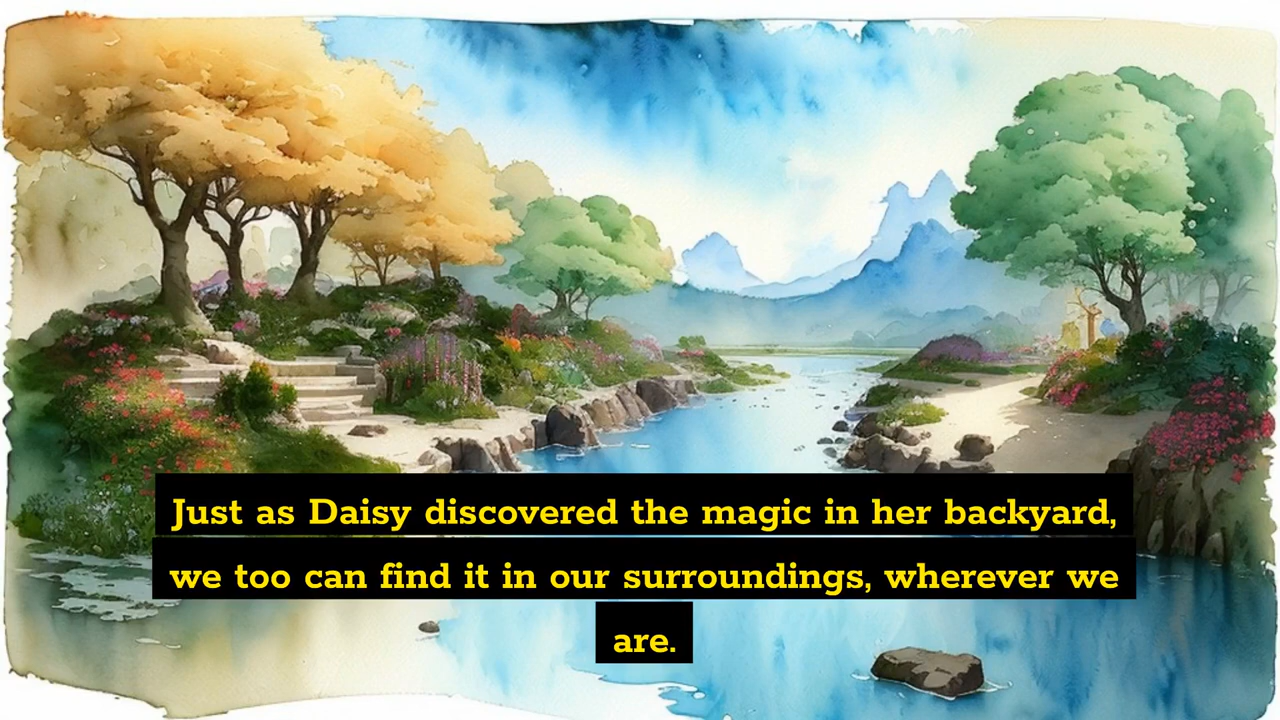 Just as Daisy discovered the magic in her backyard,
we too can find it in our surroundings, wherever we
are.